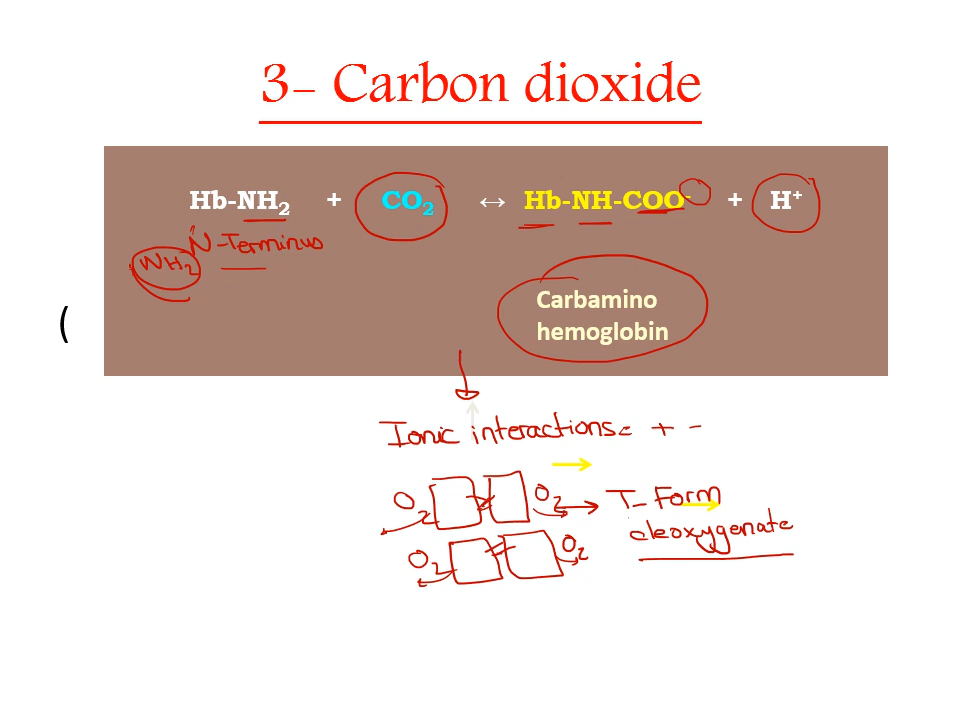 3- Carbon dioxide
Hb-NH₂ + CO₂ ↔ Hb-NH-COO⁻ + H⁺
N-Terminus
NH₂
Carbamino
hemoglobin
(
Ionic interactions = + -
O₂ O₂ → T-Form
deoxygenate
O₂ O₂